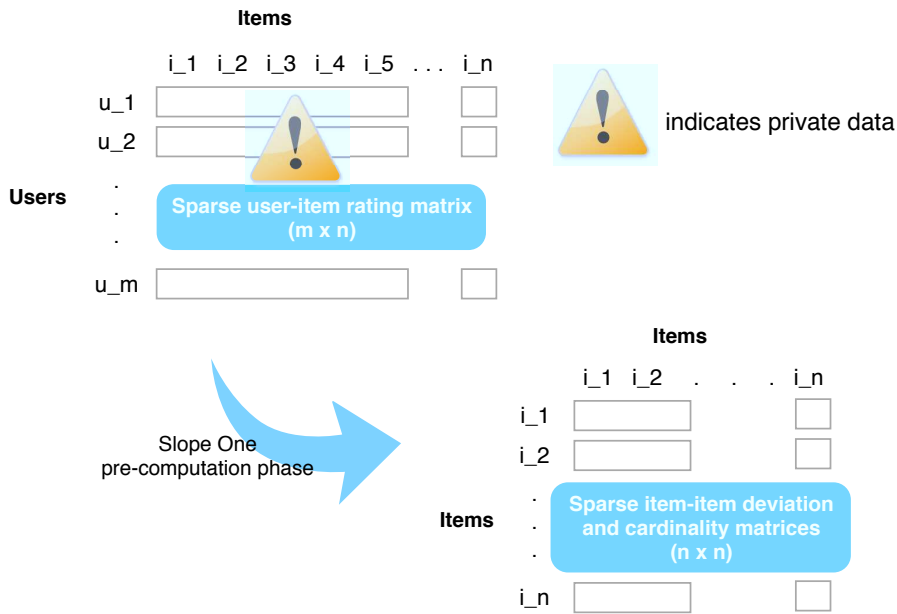 Items
i_1 i_2 i_3 i_4 i_5 . . . i_n
u_1
u_2
indicates private data
Users
.
.
.
Sparse user-item rating matrix
(m x n)
u_m
Items
i_1 i_2 . . . i_n
i_1
Slope One
pre-computation phase
i_2
Items
.
.
.
Sparse item-item deviation
and cardinality matrices
(n x n)
i_n